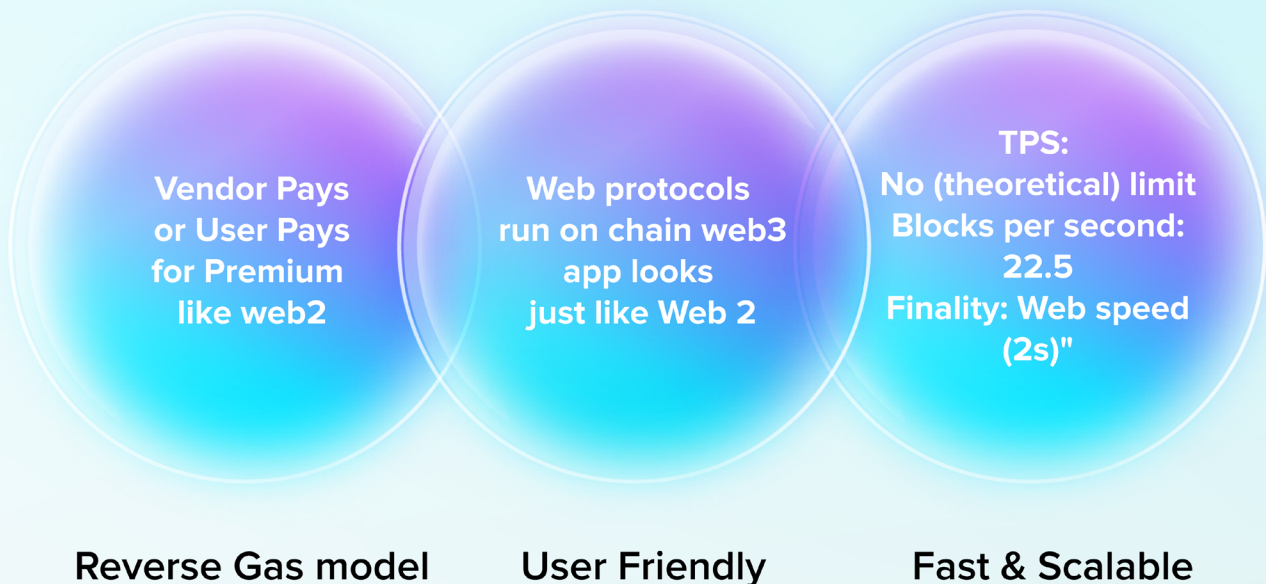 Vendor Pays
or User Pays
for Premium
like web2
Web protocols
run on chain web3
app looks
just like Web 2
TPS:
No (theoretical) limit
Blocks per second:
22.5
Finality: Web speed
(2s)"
Reverse Gas model
User Friendly
Fast & Scalable